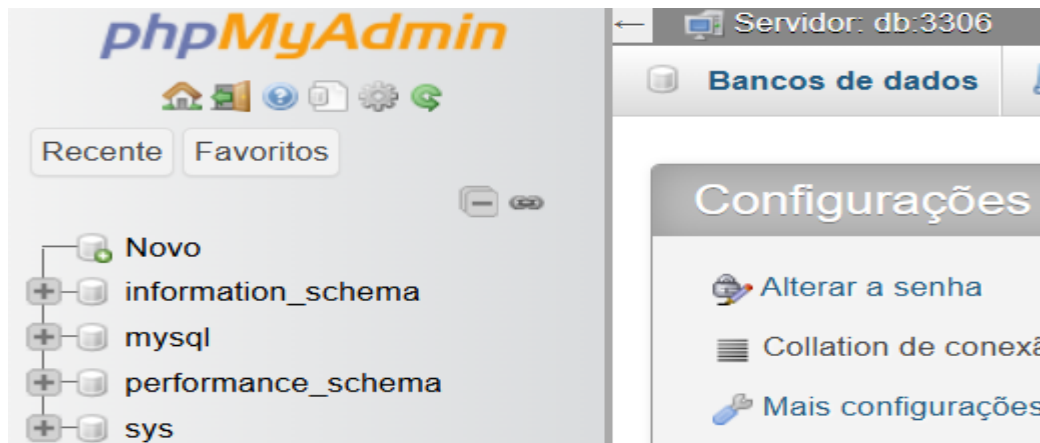 phpMyAdmin
Recente Favoritos
Novo
information_schema
mysql
performance_schema
sys
← Servidor: db:3306
Bancos de dados
Configurações
Alterar a senha
Collation de conexã
Mais configurações